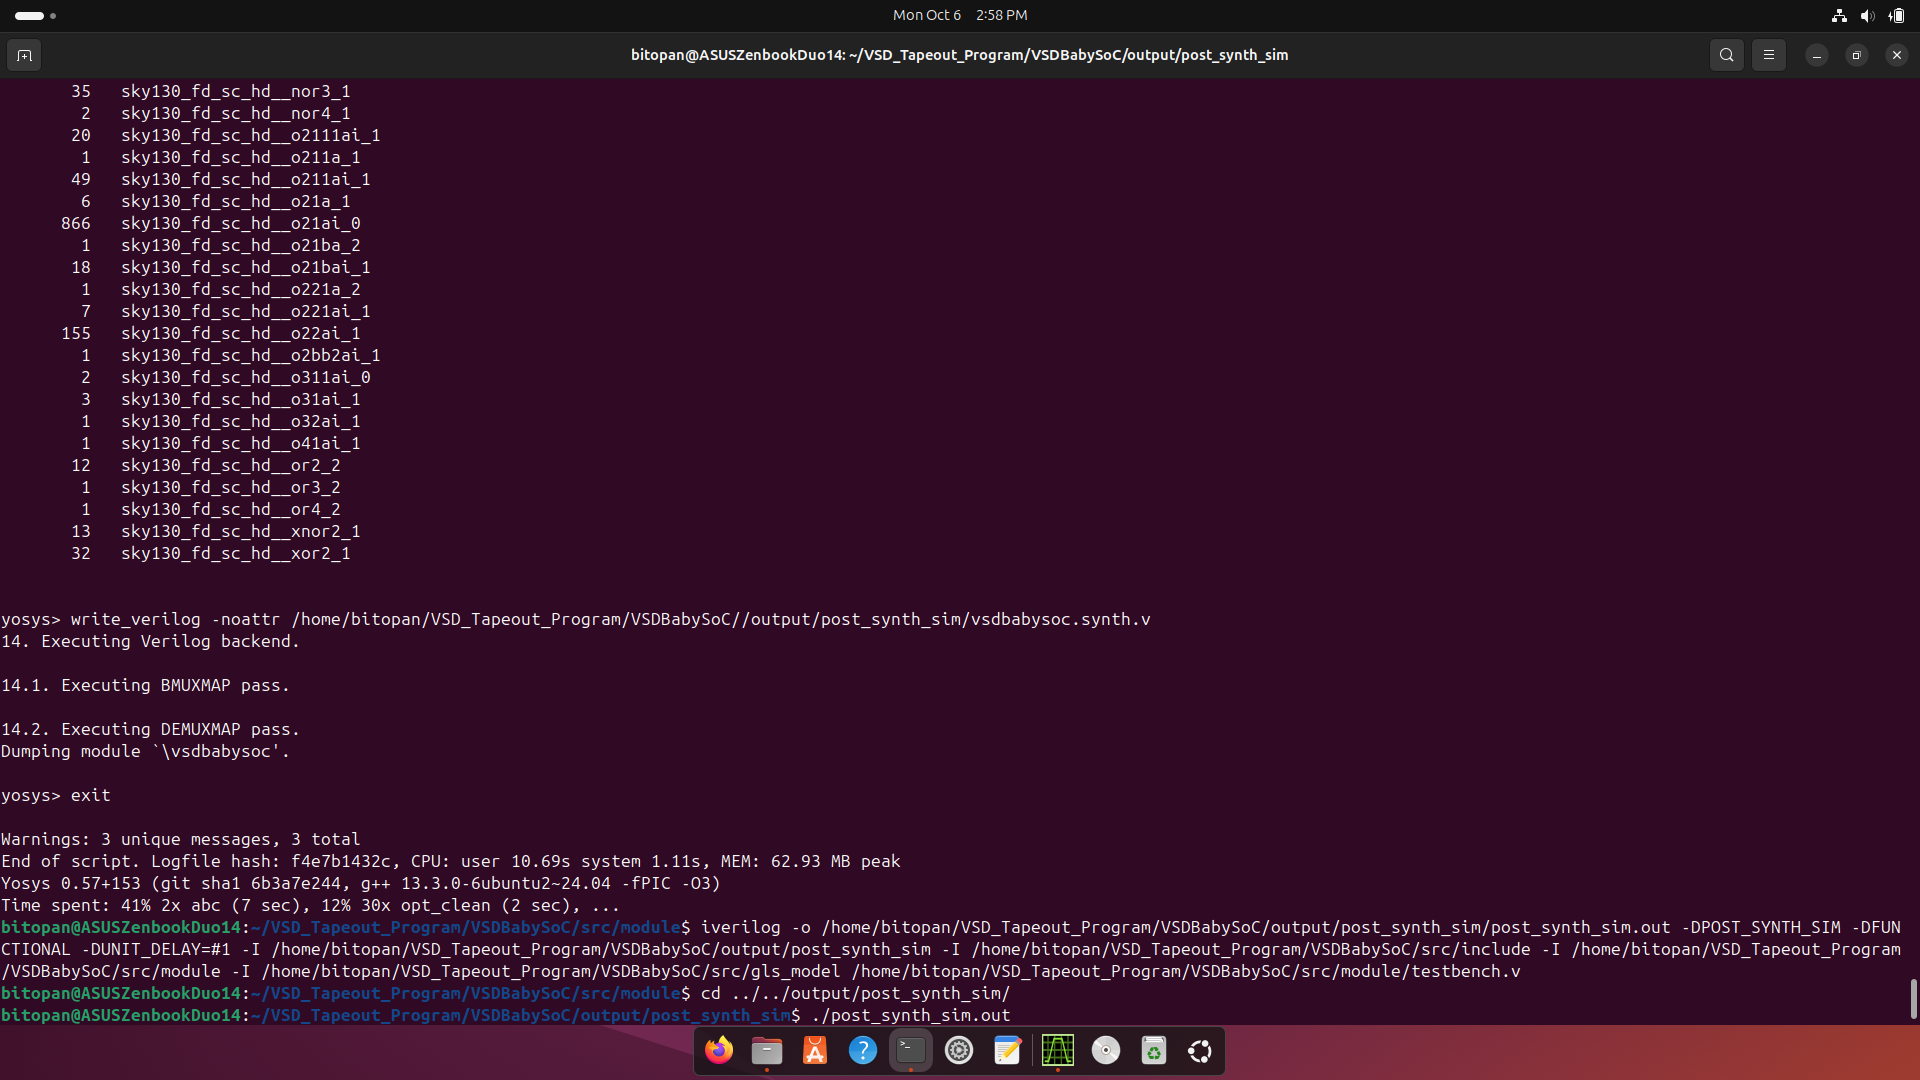 Mon Oct 6 2:58 PM
bitopan@ASUSZenbookDuo14: ~/VSD_Tapeout_Program/VSDBabySoC/output/post_synth_sim
35 sky130_fd_sc_hd__nor3_1
2 sky130_fd_sc_hd__nor4_1
20 sky130_fd_sc_hd__o2111ai_1
1 sky130_fd_sc_hd__o211a_1
49 sky130_fd_sc_hd__o211ai_1
6 sky130_fd_sc_hd__o21a_1
866 sky130_fd_sc_hd__o21ai_0
1 sky130_fd_sc_hd__o21ba_2
18 sky130_fd_sc_hd__o21bai_1
1 sky130_fd_sc_hd__o221a_2
7 sky130_fd_sc_hd__o221ai_1
155 sky130_fd_sc_hd__o22ai_1
1 sky130_fd_sc_hd__o2bb2ai_1
2 sky130_fd_sc_hd__o311ai_0
3 sky130_fd_sc_hd__o31ai_1
1 sky130_fd_sc_hd__o32ai_1
1 sky130_fd_sc_hd__o41ai_1
12 sky130_fd_sc_hd__or2_2
1 sky130_fd_sc_hd__or3_2
1 sky130_fd_sc_hd__or4_2
13 sky130_fd_sc_hd__xnor2_1
32 sky130_fd_sc_hd__xor2_1
yosys> write_verilog -noattr /home/bitopan/VSD_Tapeout_Program/VSDBabySoC//output/post_synth_sim/vsdbabysoc.synth.v
14. Executing Verilog backend.
14.1. Executing BMUXMAP pass.
14.2. Executing DEMUXMAP pass.
Dumping module `\vsdbabysoc'.
yosys> exit
Warnings: 3 unique messages, 3 total
End of script. Logfile hash: f4e7b1432c, CPU: user 10.69s system 1.11s, MEM: 62.93 MB peak
Yosys 0.57+153 (git sha1 6b3a7e244, g++ 13.3.0-6ubuntu2~24.04 -fPIC -O3)
Time spent: 41% 2x abc (7 sec), 12% 30x opt_clean (2 sec), ...
bitopan@ASUSZenbookDuo14:~/VSD_Tapeout_Program/VSDBabySoC/src/module$ iverilog -o /home/bitopan/VSD_Tapeout_Program/VSDBabySoC/output/post_synth_sim/post_synth_sim.out -DPOST_SYNTH_SIM -DFUN
CTIONAL -DUNIT_DELAY=#1 -I /home/bitopan/VSD_Tapeout_Program/VSDBabySoC/output/post_synth_sim -I /home/bitopan/VSD_Tapeout_Program/VSDBabySoC/src/include -I /home/bitopan/VSD_Tapeout_Program
/VSDBabySoC/src/module -I /home/bitopan/VSD_Tapeout_Program/VSDBabySoC/src/gls_model /home/bitopan/VSD_Tapeout_Program/VSDBabySoC/src/module/testbench.v
bitopan@ASUSZenbookDuo14:~/VSD_Tapeout_Program/VSDBabySoC/src/module$ cd ../../output/post_synth_sim/
bitopan@ASUSZenbookDuo14:~/VSD_Tapeout_Program/VSDBabySoC/output/post_synth_sim$ ./post_synth_sim.out